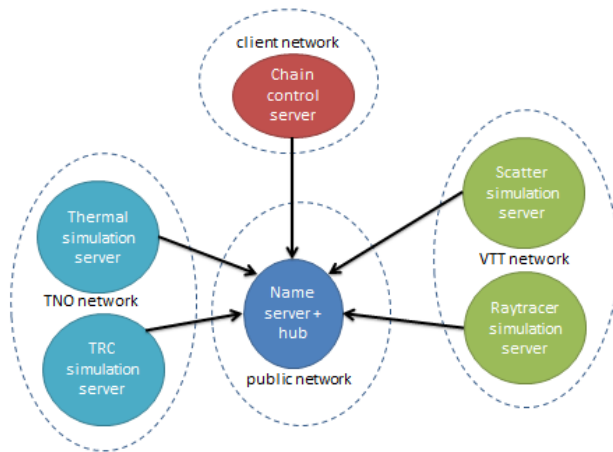 client network
Chain
control
server
Thermal
simulation
server
TNO network
TRC
simulation
server
Name
server +
hub
public network
Scatter
simulation
server
VTT network
Raytracer
simulation
server